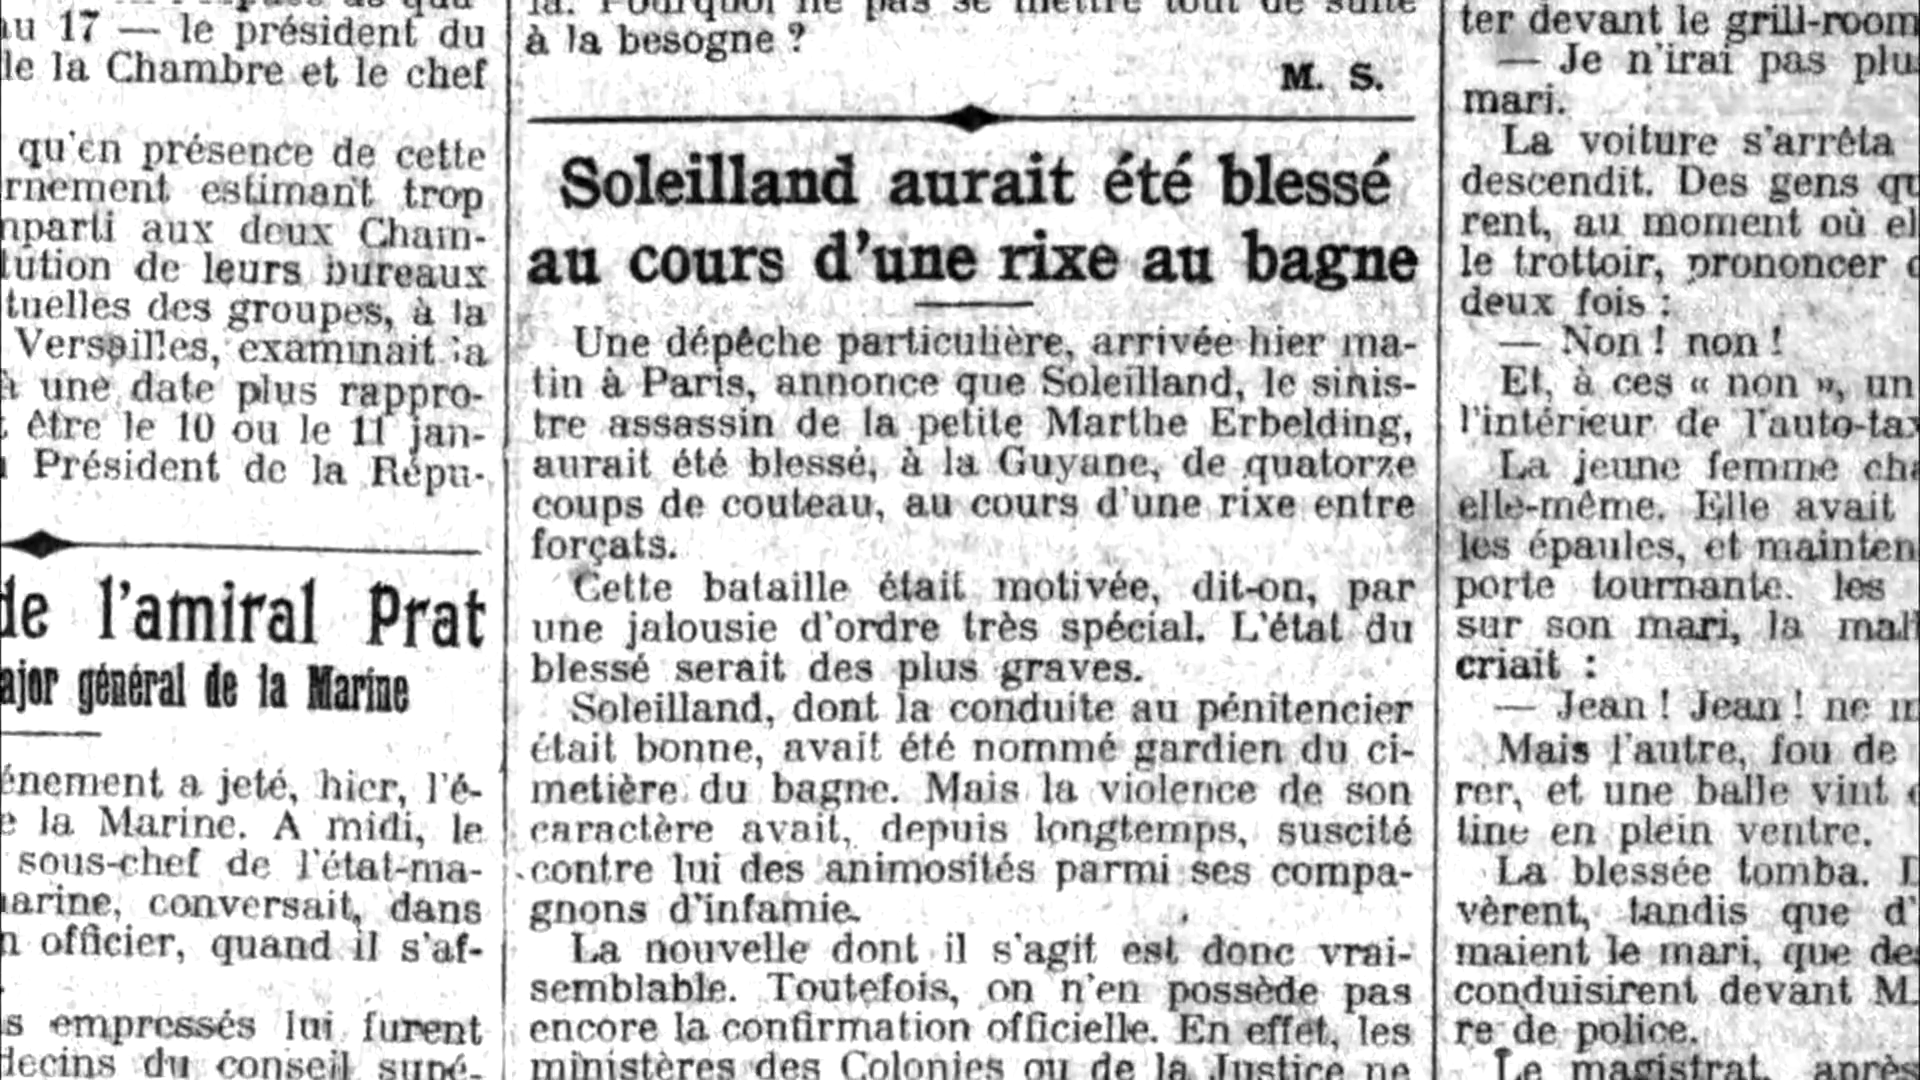 au 17 — le président du
de la Chambre et le chef
qu'en présence de cette
rnement estimant trop
mparti aux deux Cham-
lution de leurs bureaux
tuelles des groupes, à la
Versailles, examinait la
à une date plus rappro-
être le 10 ou le 11 jan-
Président de la Répu-
de l'amiral Prat
ajor général de la Marine
énement a jeté, hier, l'é-
e la Marine. A midi, le
sous-chef de l'état-ma-
marine, conversait, dans
n officier, quand il s'af-
s empressés lui furent
decins du conseil supé-
la. Pourquoi ne pas se mettre tout de suite
à la besogne ?
M. S.
Soleilland aurait été blessé
au cours d'une rixe au bagne
Une dépêche particulière, arrivée hier ma-
tin à Paris, annonce que Soleilland, le sinis-
tre assassin de la petite Marthe Erbelding,
aurait été blessé, à la Guyane, de quatorze
coups de couteau, au cours d'une rixe entre
forçats.
Cette bataille était motivée, dit-on, par
une jalousie d'ordre très spécial. L'état du
blessé serait des plus graves.
Soleilland, dont la conduite au pénitencier
était bonne, avait été nommé gardien du ci-
metière du bagne. Mais la violence de son
caractère avait, depuis longtemps, suscité
contre lui des animosités parmi ses compa-
gnons d'infamie.
La nouvelle dont il s'agit est donc vrai-
semblable. Toutefois, on n'en possède pas
encore la confirmation officielle. En effet, les
ministères des Colonies ou de la Justice ne
ter devant le grill-room
— Je n'irai pas plus
mari.
La voiture s'arrêta
descendit. Des gens qu
rent, au moment où el
le trottoir, prononcer
deux fois :
— Non ! non !
Et, à ces « non », un
l'intérieur de l'auto-tax
La jeune femme cha
elle-même. Elle avait
les épaules, et mainten
porte tournante, les
sur son mari, la mal
criait :
— Jean ! Jean ! ne
Mais l'autre, fou de
rer, et une balle vint
tine en plein ventre.
La blessée tomba.
vèrent, tandis que d'
maient le mari, que des
conduisirent devant M.
re de police.
Le magistrat, après